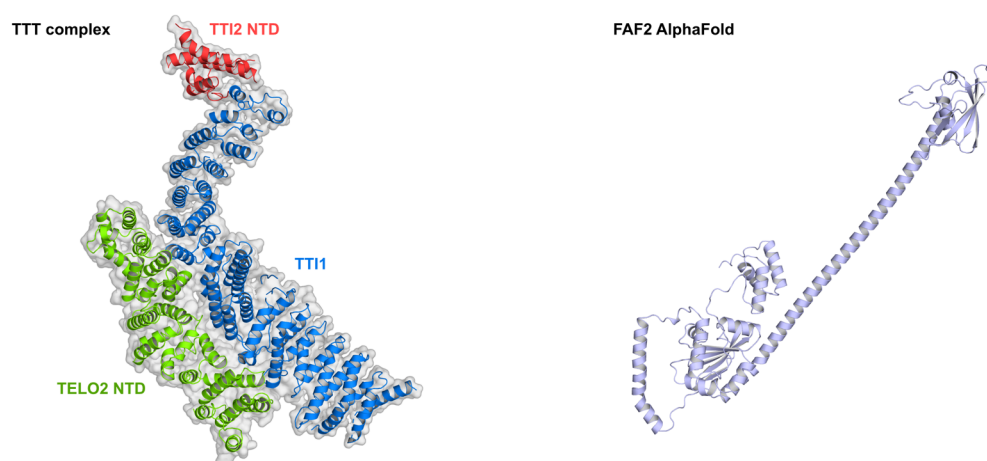 TTT complex
TTI2 NTD
FAF2 AlphaFold
TTI1
TELO2 NTD